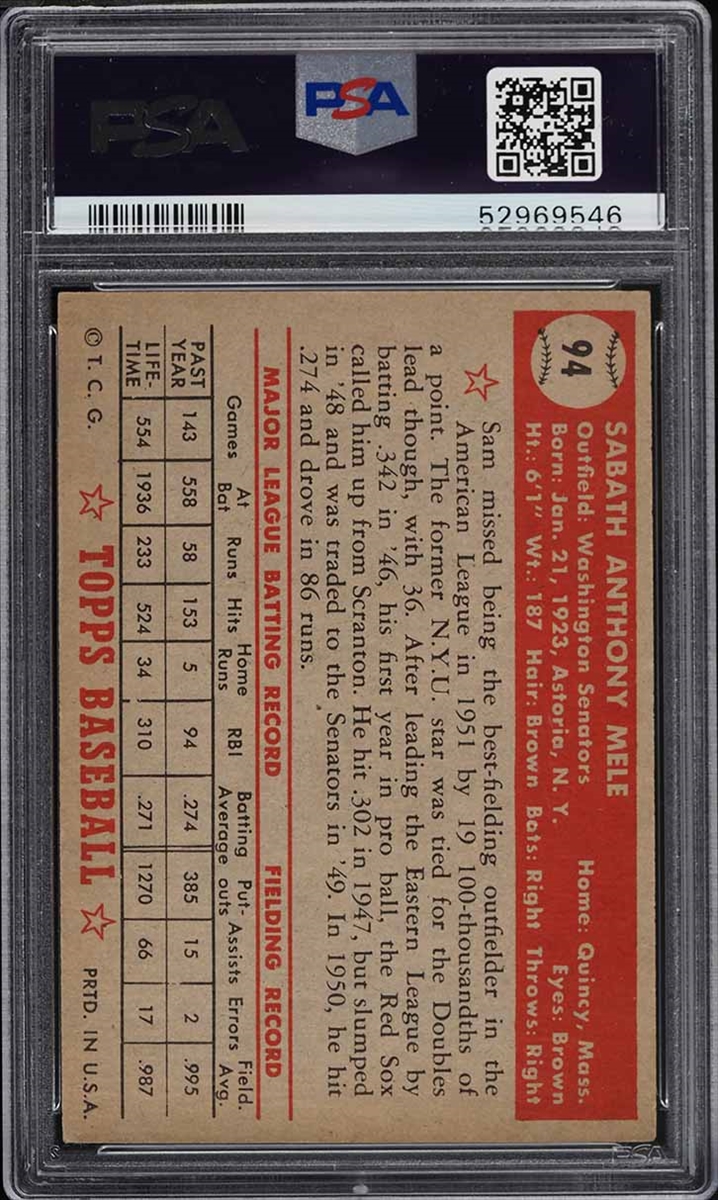 PSA
PSA
52969546
94
SABATH ANTHONY MELE
Outfield: Washington Senators Home: Quincy, Mass.
Born: Jan. 21, 1923, Astoria, N. Y. Eyes: Brown
Ht.: 6'1" Wt.: 187 Hair: Brown Bats: Right Throws: Right
Sam missed being the best-fielding outfielder in the
American League in 1951 by 19 100-thousandths of
a point. The former N.Y.U. star was tied for the Doubles
lead though, with 36. After leading the Eastern League by
batting .342 in '46, his first year in pro ball, the Red Sox
called him up from Scranton. He hit .302 in 1947, but slumped
in '48 and was traded to the Senators in '49. In 1950, he hit
.274 and drove in 86 runs.
MAJOR LEAGUE BATTING RECORD FIELDING RECORD
Games At Bat Runs Hits Home Runs RBI Batting Average Put-outs Assists Errors Field. Avg.
PAST YEAR 143 558 58 153 5 94 .274 385 15 2 .995
LIFE-TIME 554 1936 233 524 34 310 .271 1270 66 17 .987
© T. C. G. TOPPS BASEBALL PRTD. IN U.S.A.
PSA